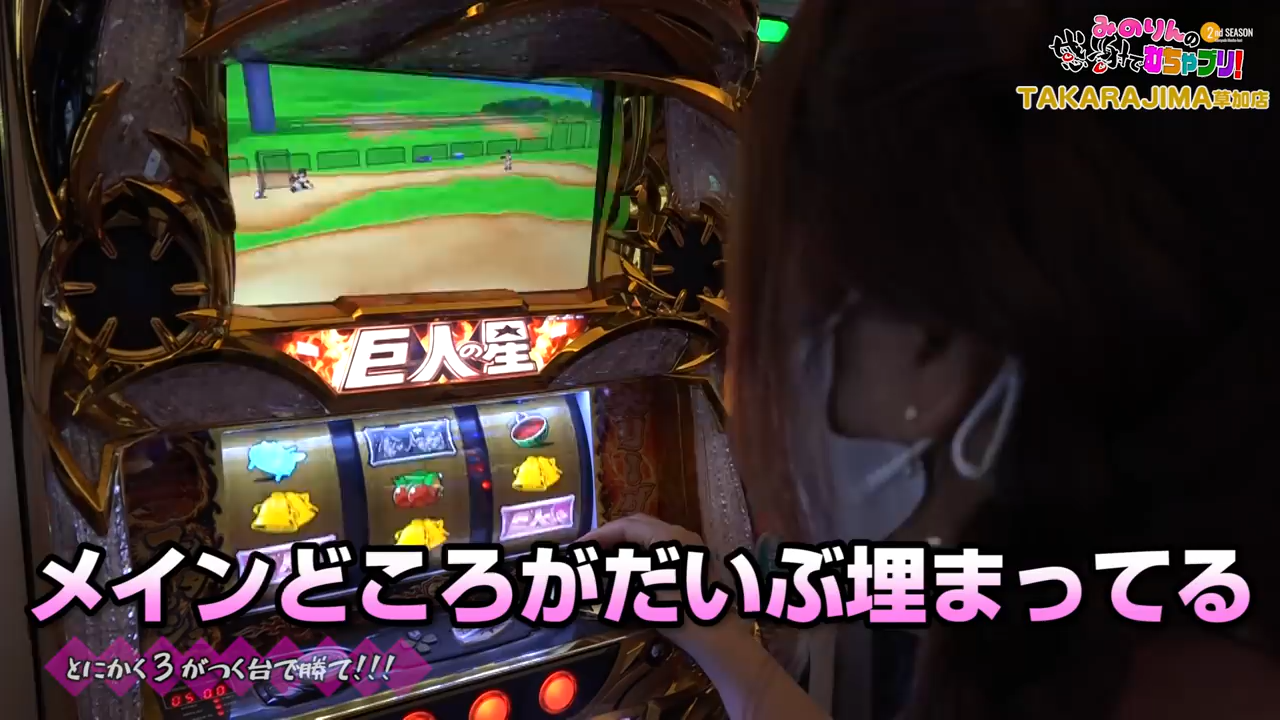 みのりんの
2nd SEASON
でむちゃブリ!
TAKARAJIMA草加店
巨人の星
メインどころがだいぶ埋まってる
とにかく3がつく台で勝て!!!